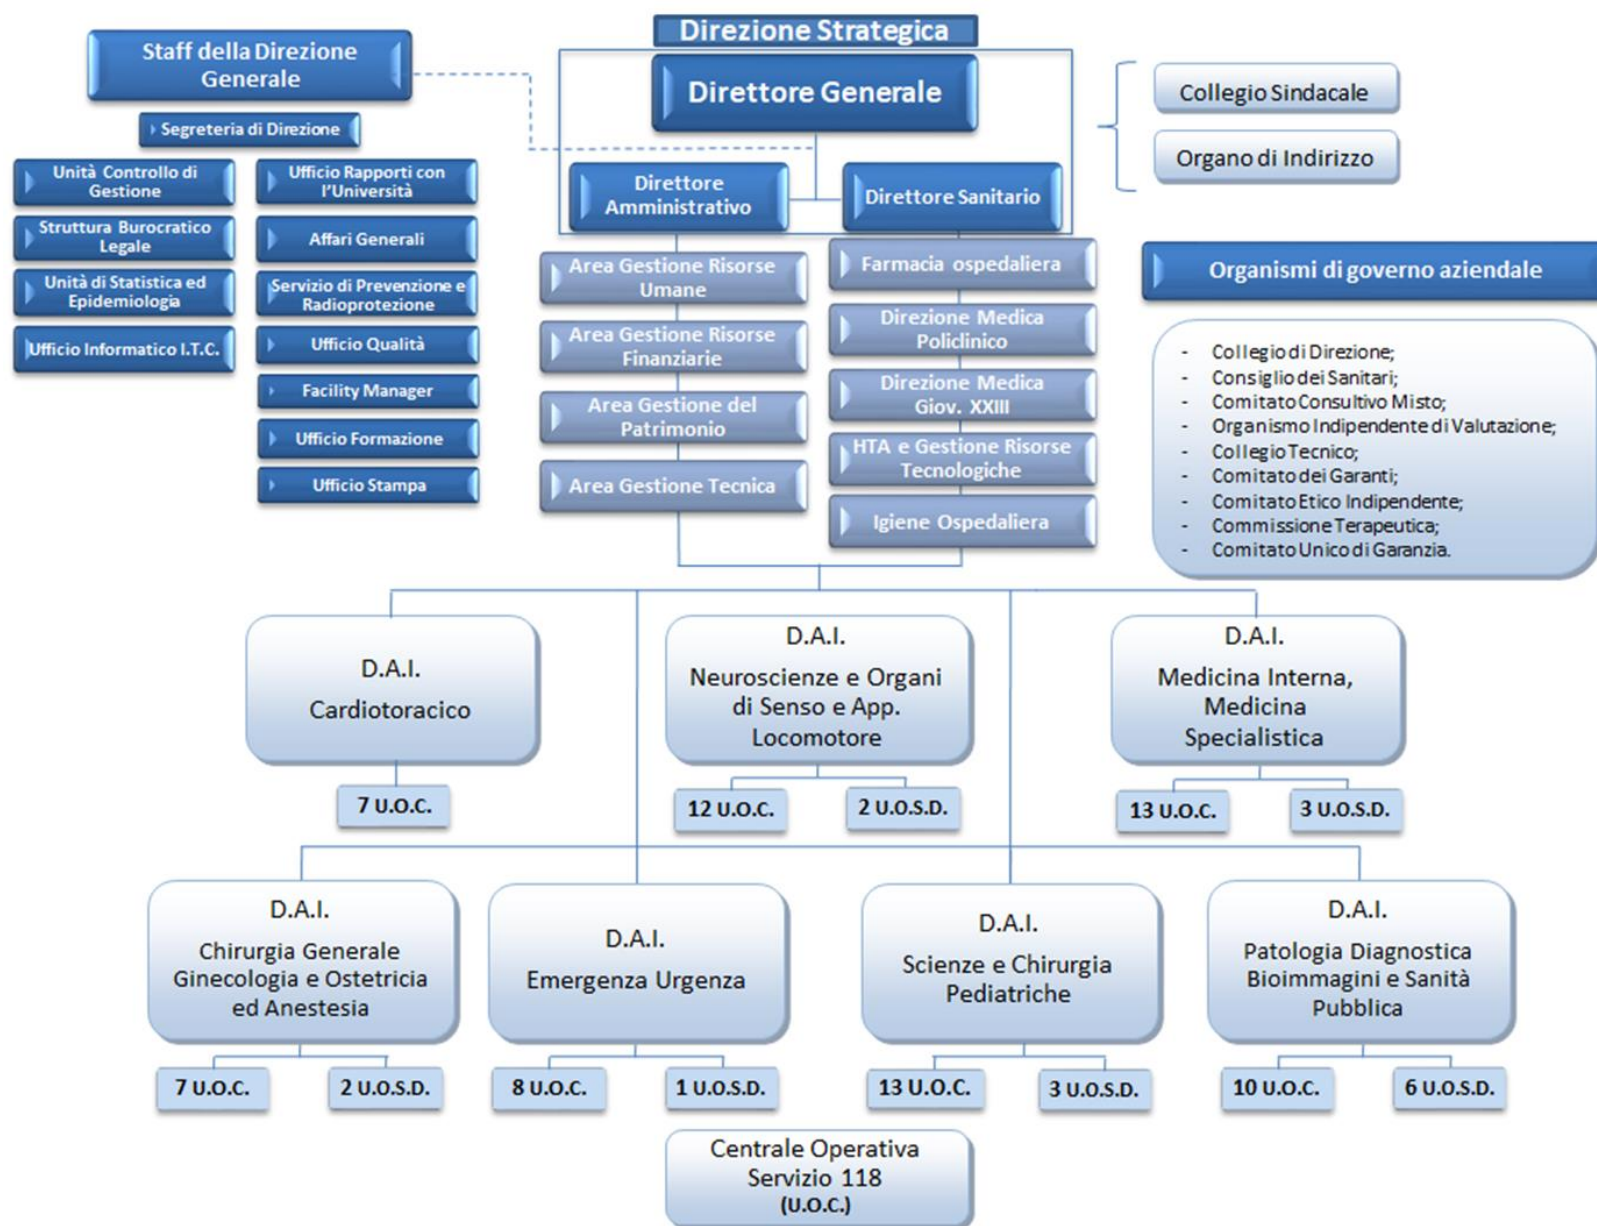 Direzione Strategica
Staff della Direzione
Generale
Direttore Generale
Collegio Sindacale
Organo di Indirizzo
Segreteria di Direzione
Unità Controllo di
Gestione
Struttura Burocratico
Legale
Unità di Statistica ed
Epidemiologia
Ufficio Informatico I.T.C.
Ufficio Rapporti con
l'Università
Affari Generali
Servizio di Prevenzione e
Radioprotezione
Ufficio Qualità
Facility Manager
Ufficio Formazione
Ufficio Stampa
Direttore
Amministrativo
Direttore Sanitario
Area Gestione Risorse
Umane
Area Gestione Risorse
Finanziarie
Area Gestione del
Patrimonio
Area Gestione Tecnica
Farmacia ospedaliera
Direzione Medica
Policlinico
Direzione Medica
Giov. XXIII
HTA e Gestione Risorse
Tecnologiche
Igiene Ospedaliera
Organismi di governo aziendale
- Collegio di Direzione;
- Consiglio dei Sanitari;
- Comitato Consultivo Misto;
- Organismo Indipendente di Valutazione;
- Collegio Tecnico;
- Comitato dei Garanti;
- Comitato Etico Indipendente;
- Commissione Terapeutica;
- Comitato Unico di Garanzia.
D.A.I.
Cardiotoracico
7 U.O.C.
D.A.I.
Neuroscienze e Organi
di Senso e App.
Locomotore
12 U.O.C.
2 U.O.S.D.
D.A.I.
Medicina Interna,
Medicina
Specialistica
13 U.O.C.
3 U.O.S.D.
D.A.I.
Chirurgia Generale
Ginecologia e Ostetricia
ed Anestesia
7 U.O.C.
2 U.O.S.D.
D.A.I.
Emergenza Urgenza
8 U.O.C.
1 U.O.S.D.
D.A.I.
Scienze e Chirurgia
Pediatriche
13 U.O.C.
3 U.O.S.D.
D.A.I.
Patologia Diagnostica
Bioimmagini e Sanità
Pubblica
10 U.O.C.
6 U.O.S.D.
Centrale Operativa
Servizio 118
(U.O.C.)